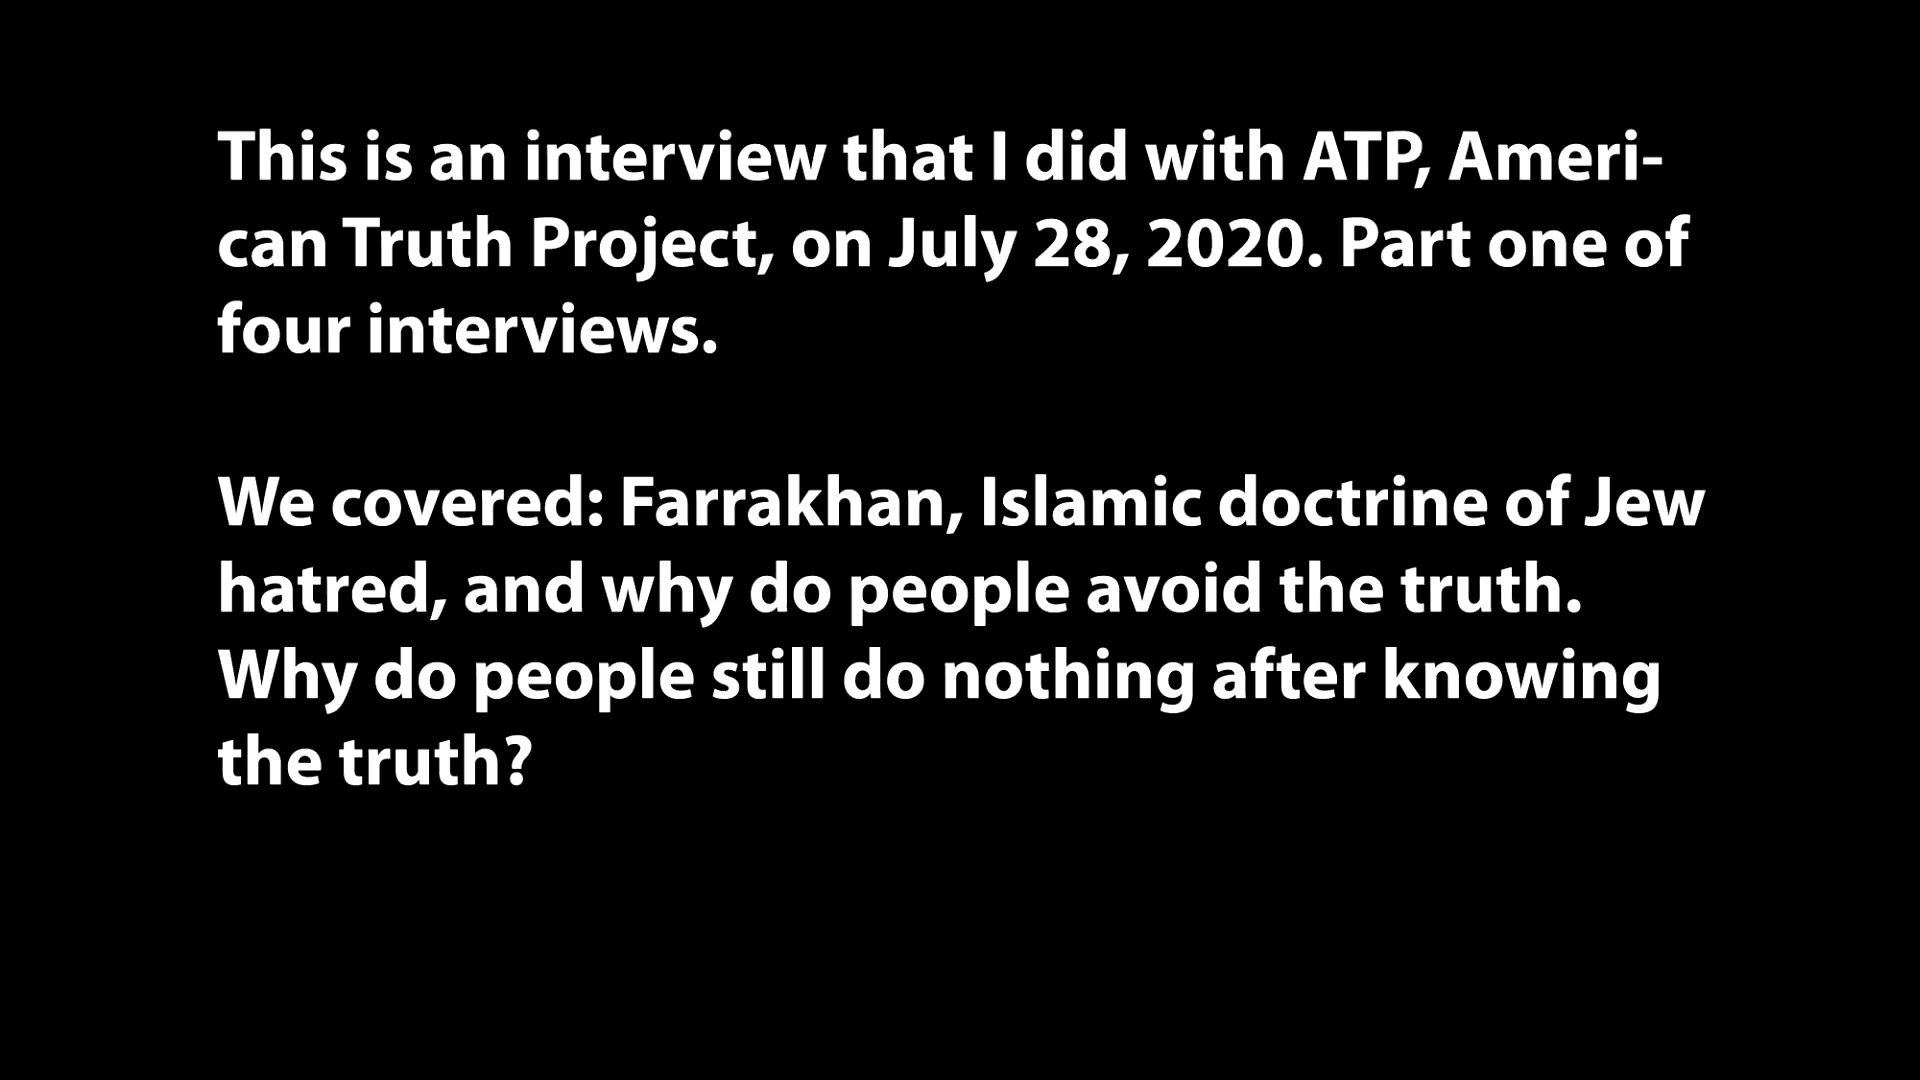 This is an interview that I did with ATP, Ameri-
can Truth Project, on July 28, 2020. Part one of
four interviews.
We covered: Farrakhan, Islamic doctrine of Jew
hatred, and why do people avoid the truth.
Why do people still do nothing after knowing
the truth?